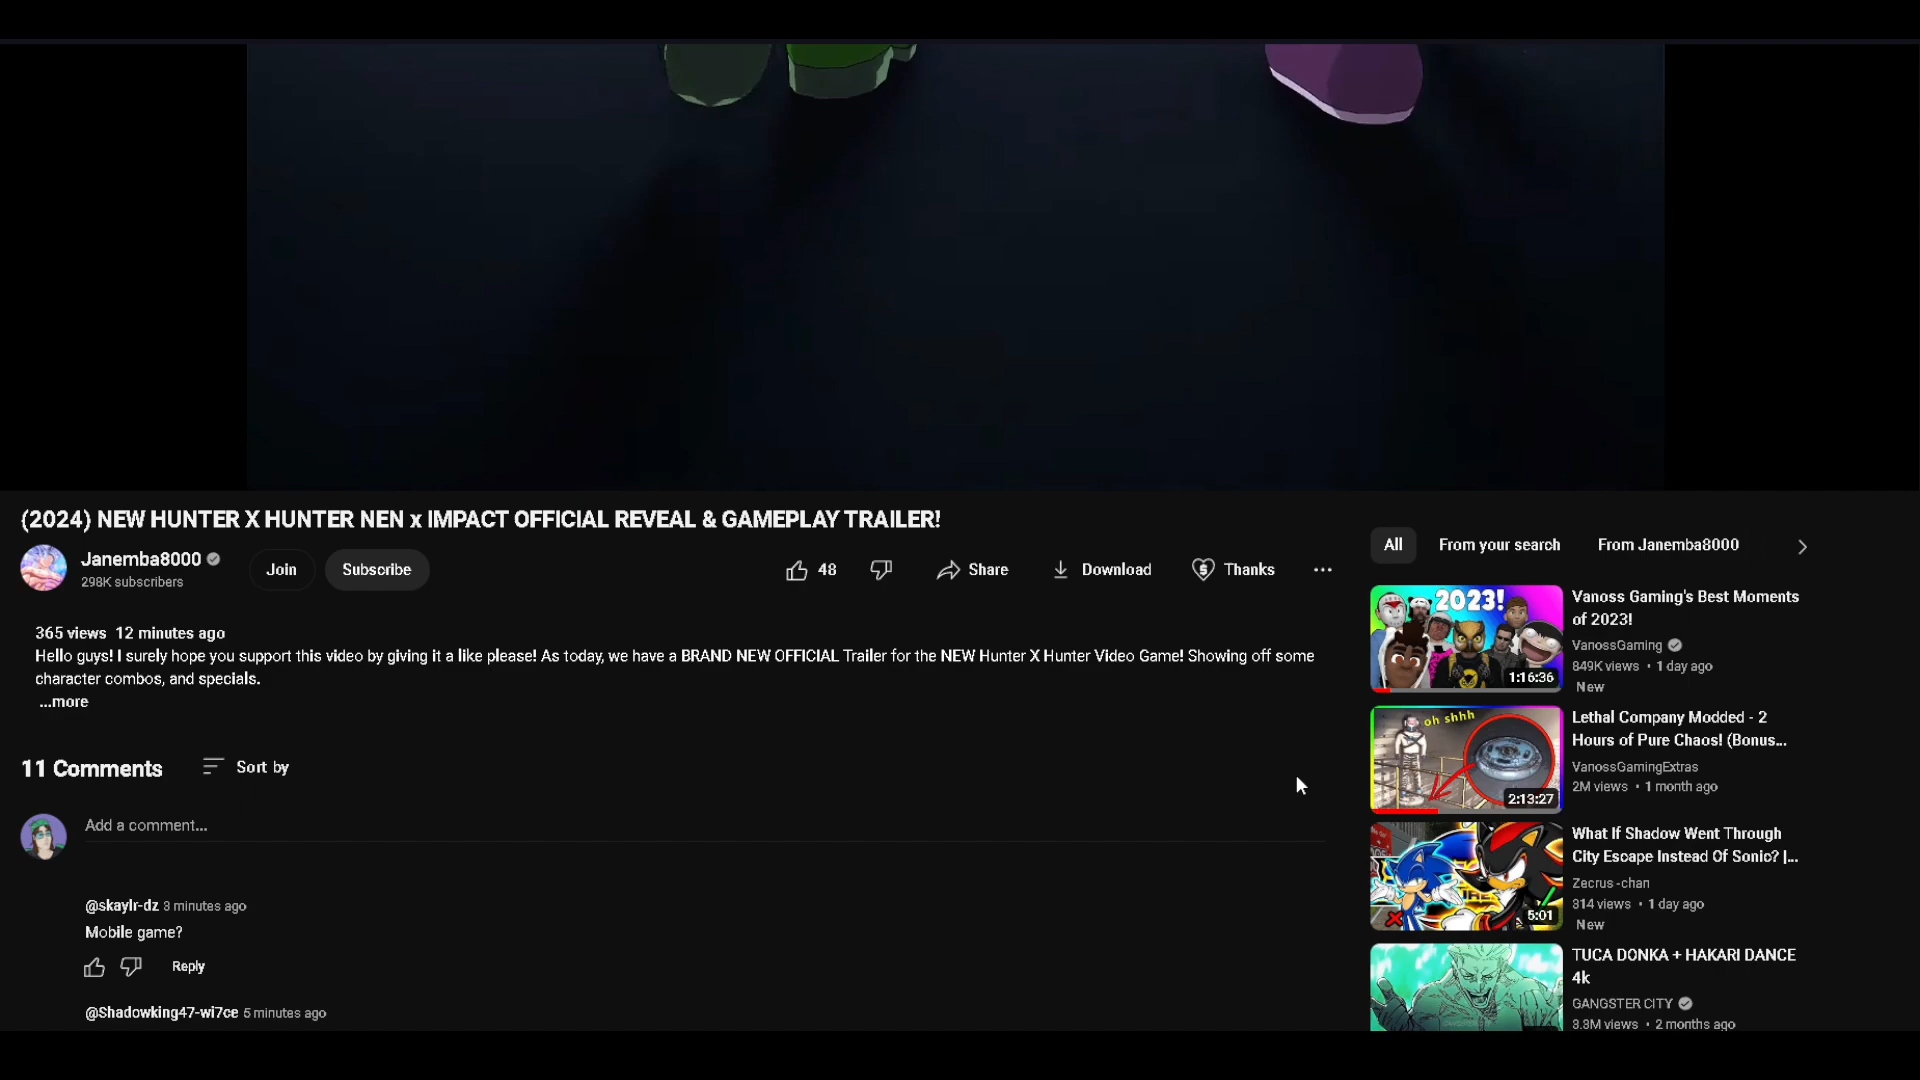 (2024) NEW HUNTER X HUNTER NEN x IMPACT OFFICIAL REVEAL & GAMEPLAY TRAILER!
Janemba8000
298K subscribers
Join
Subscribe
48
Share
Download
Thanks
365 views 12 minutes ago
Hello guys! I surely hope you support this video by giving it a like please! As today, we have a BRAND NEW OFFICIAL Trailer for the NEW Hunter X Hunter Video Game! Showing off some
character combos, and specials.
...more
11 Comments
Sort by
Add a comment...
@skaylr-dz 3 minutes ago
Mobile game?
Reply
@Shadowking47-wi7ce 5 minutes ago
All
From your search
From Janemba8000
2023!
1:16:36
Vanoss Gaming's Best Moments
of 2023!
VanossGaming
849K views • 1 day ago
New
oh shhh
2:13:27
Lethal Company Modded - 2
Hours of Pure Chaos! (Bonus...
VanossGamingExtras
2M views • 1 month ago
5:01
What If Shadow Went Through
City Escape Instead Of Sonic? |...
Zecrus-chan
314 views • 1 day ago
New
TUCA DONKA + HAKARI DANCE
4k
GANGSTER CITY
3.3M views • 2 months ago